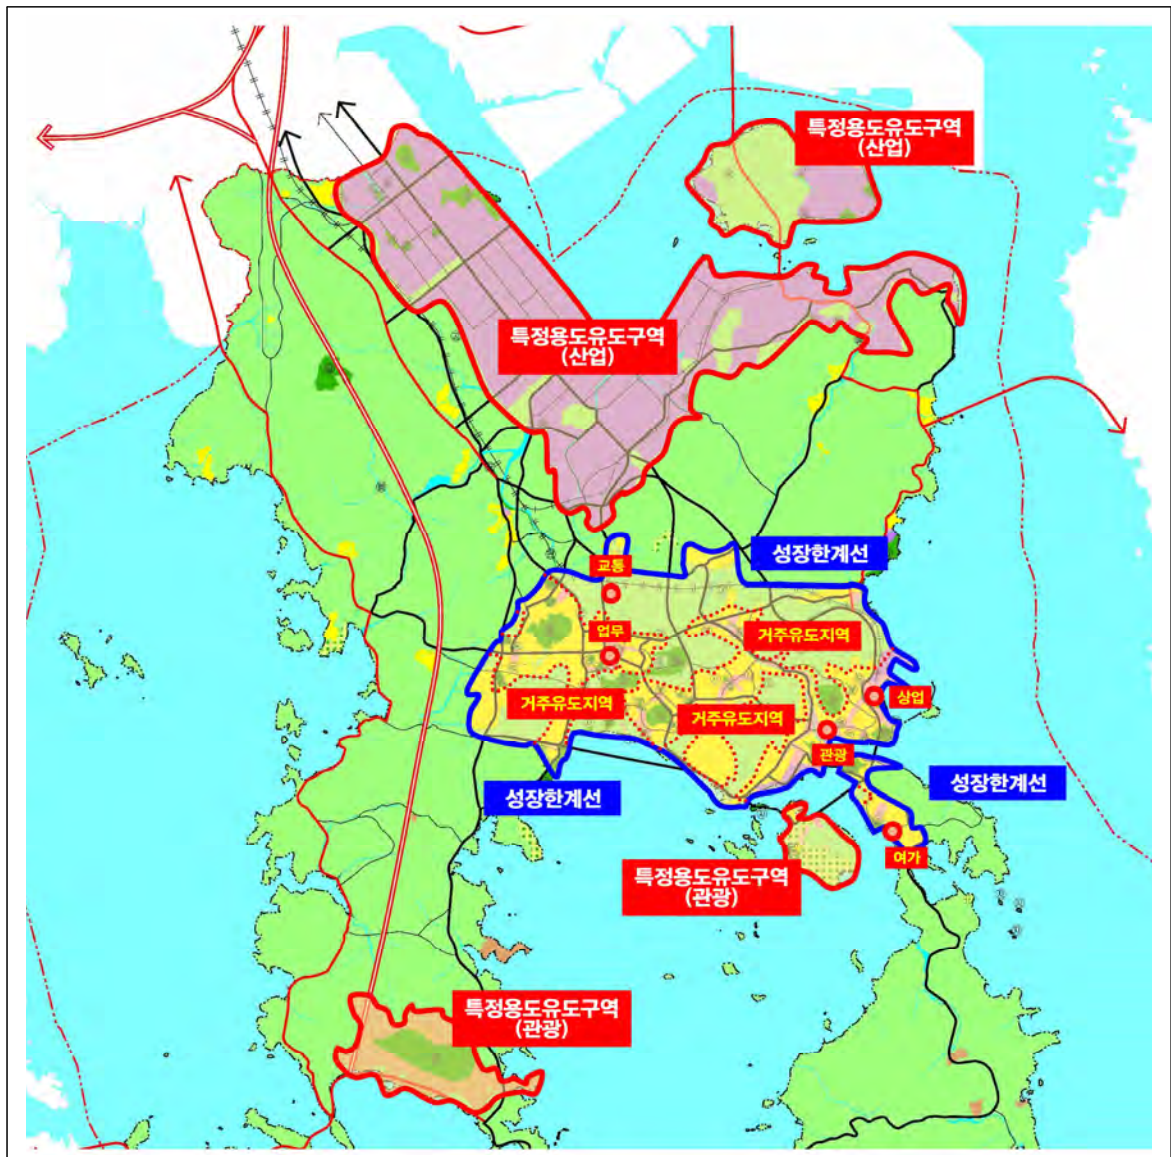 특정용도유도구역
(산업)
특정용도유도구역
(산업)
성장한계선
교통
업무
거주유도지역
거주유도지역
거주유도지역
상업
관광
성장한계선
성장한계선
여가
특정용도유도구역
(관광)
특정용도유도구역
(관광)